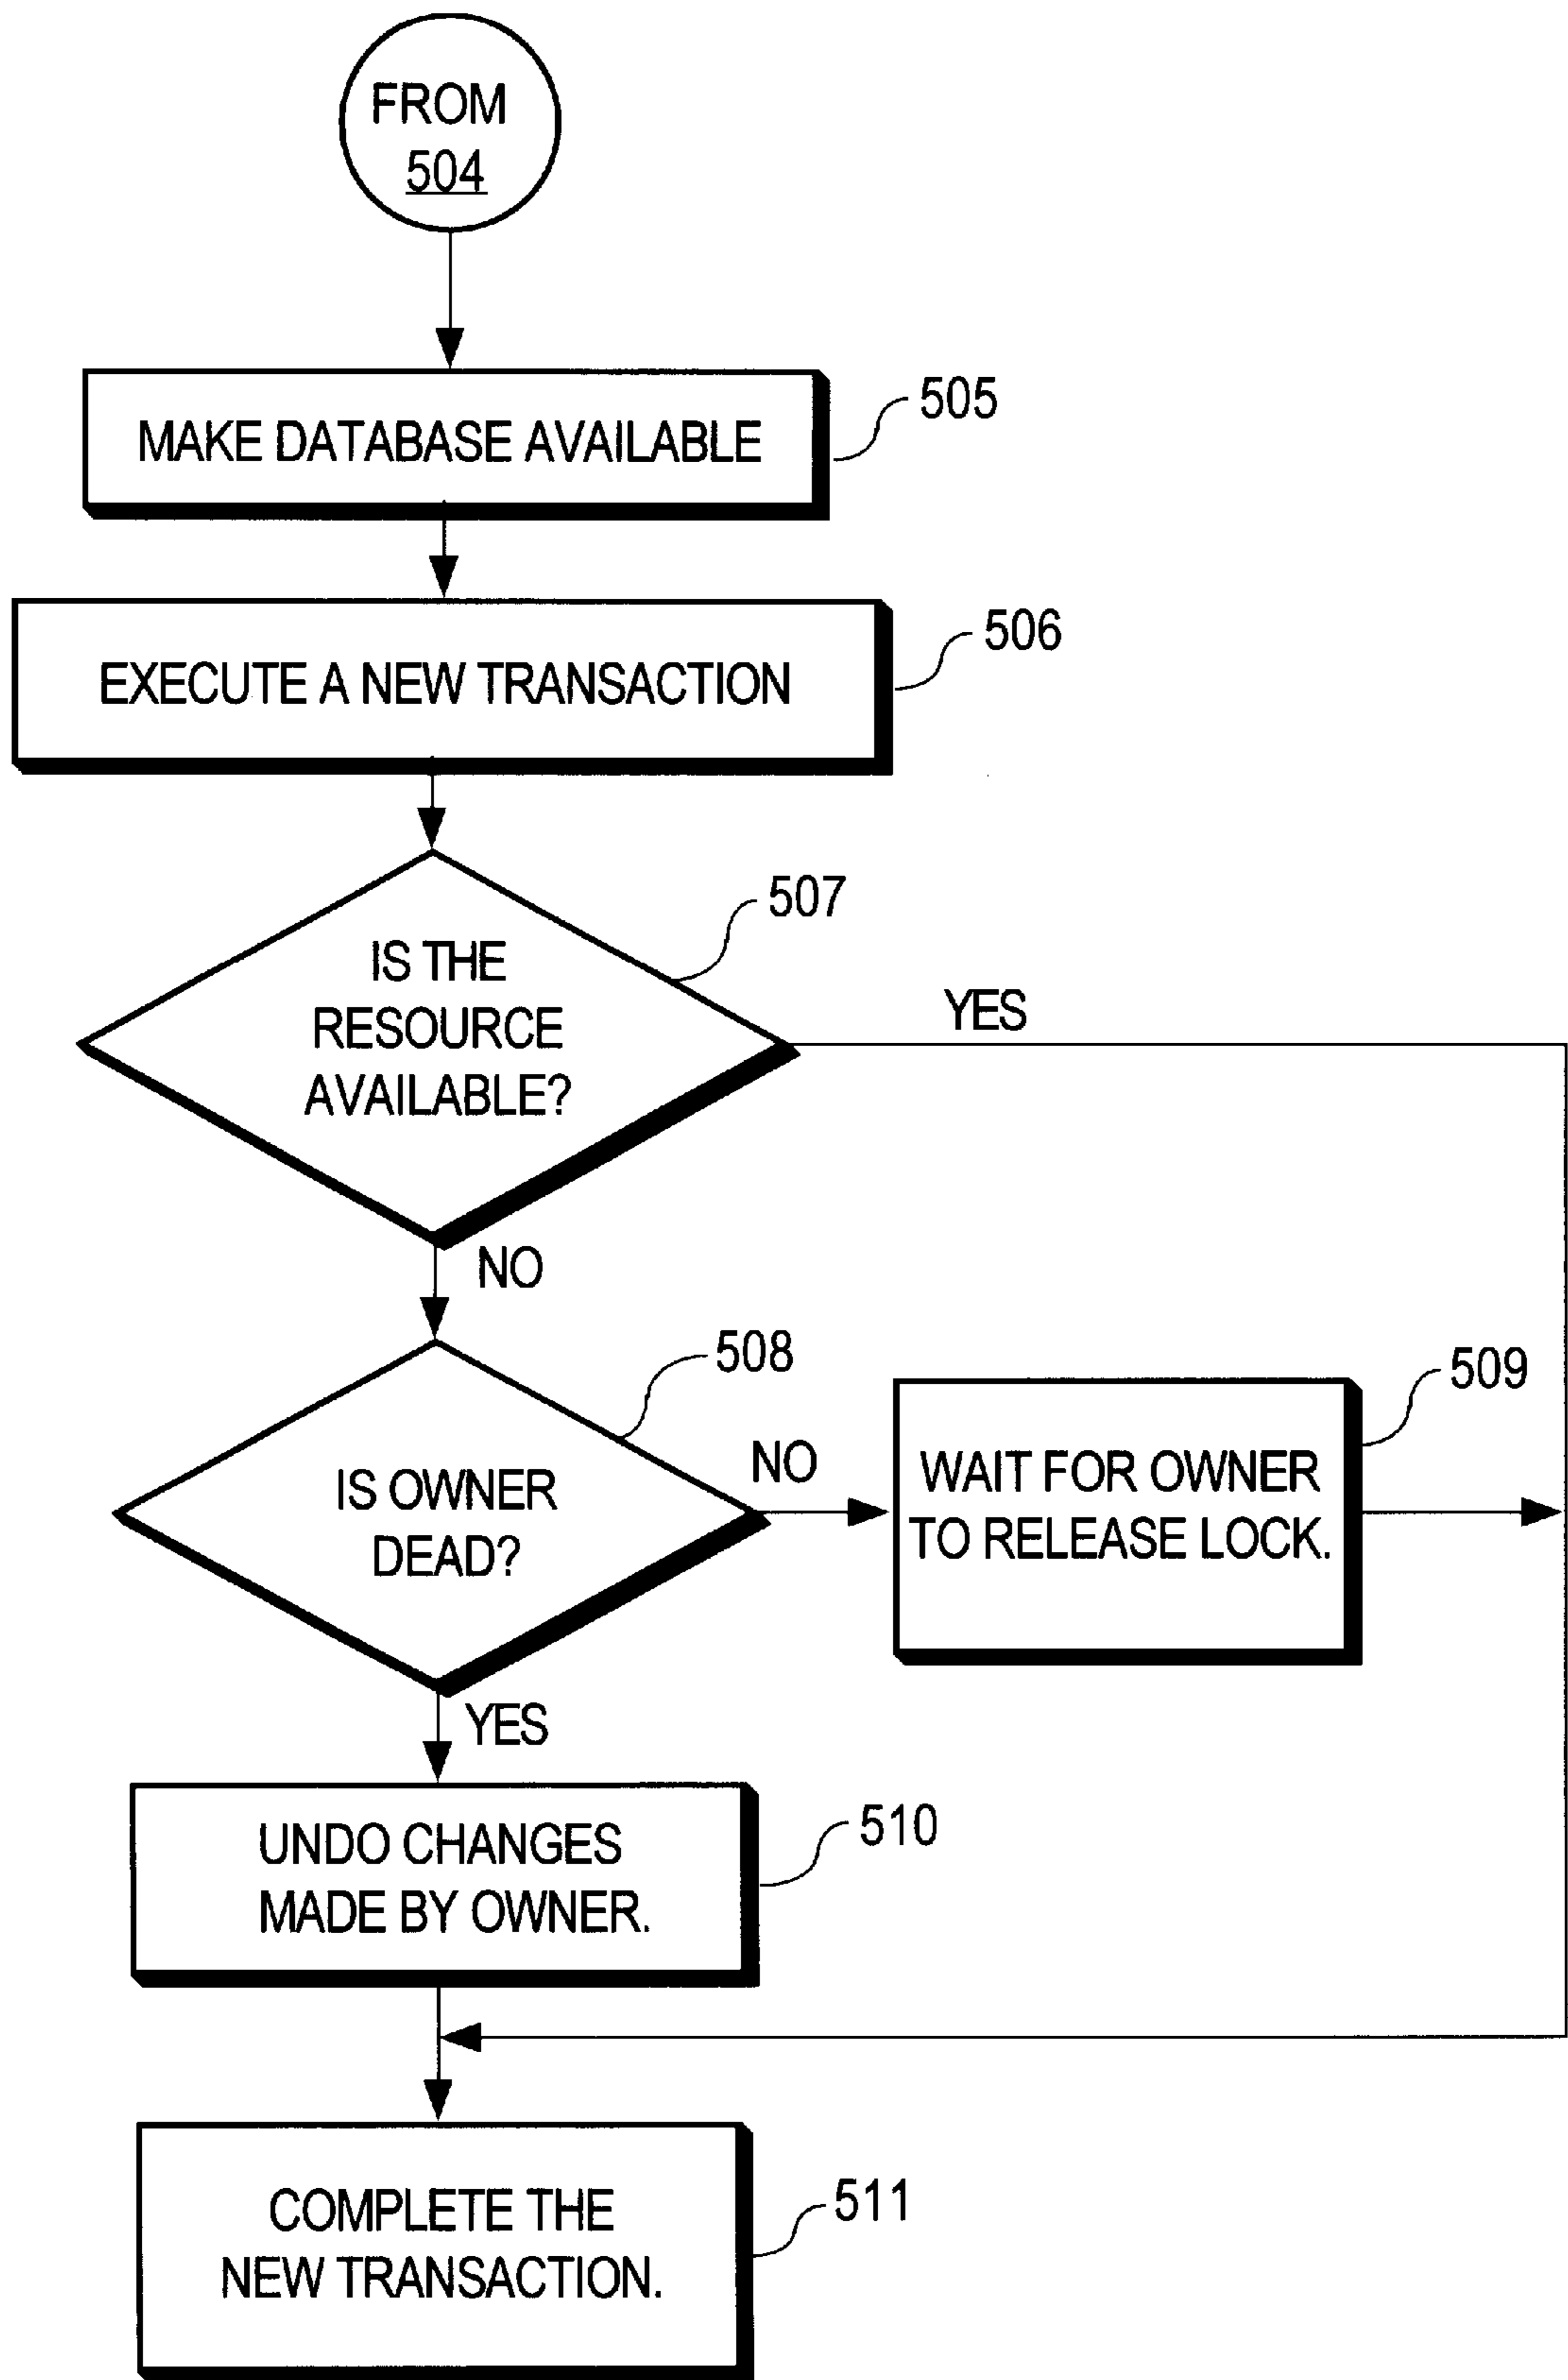 FROM
504
MAKE DATABASE AVAILABLE
505
EXECUTE A NEW TRANSACTION
506
507
IS THE
RESOURCE
AVAILABLE?
YES
NO
508
509
IS OWNER
DEAD?
NO
WAIT FOR OWNER
TO RELEASE LOCK.
YES
UNDO CHANGES
MADE BY OWNER.
510
COMPLETE THE
NEW TRANSACTION.
511